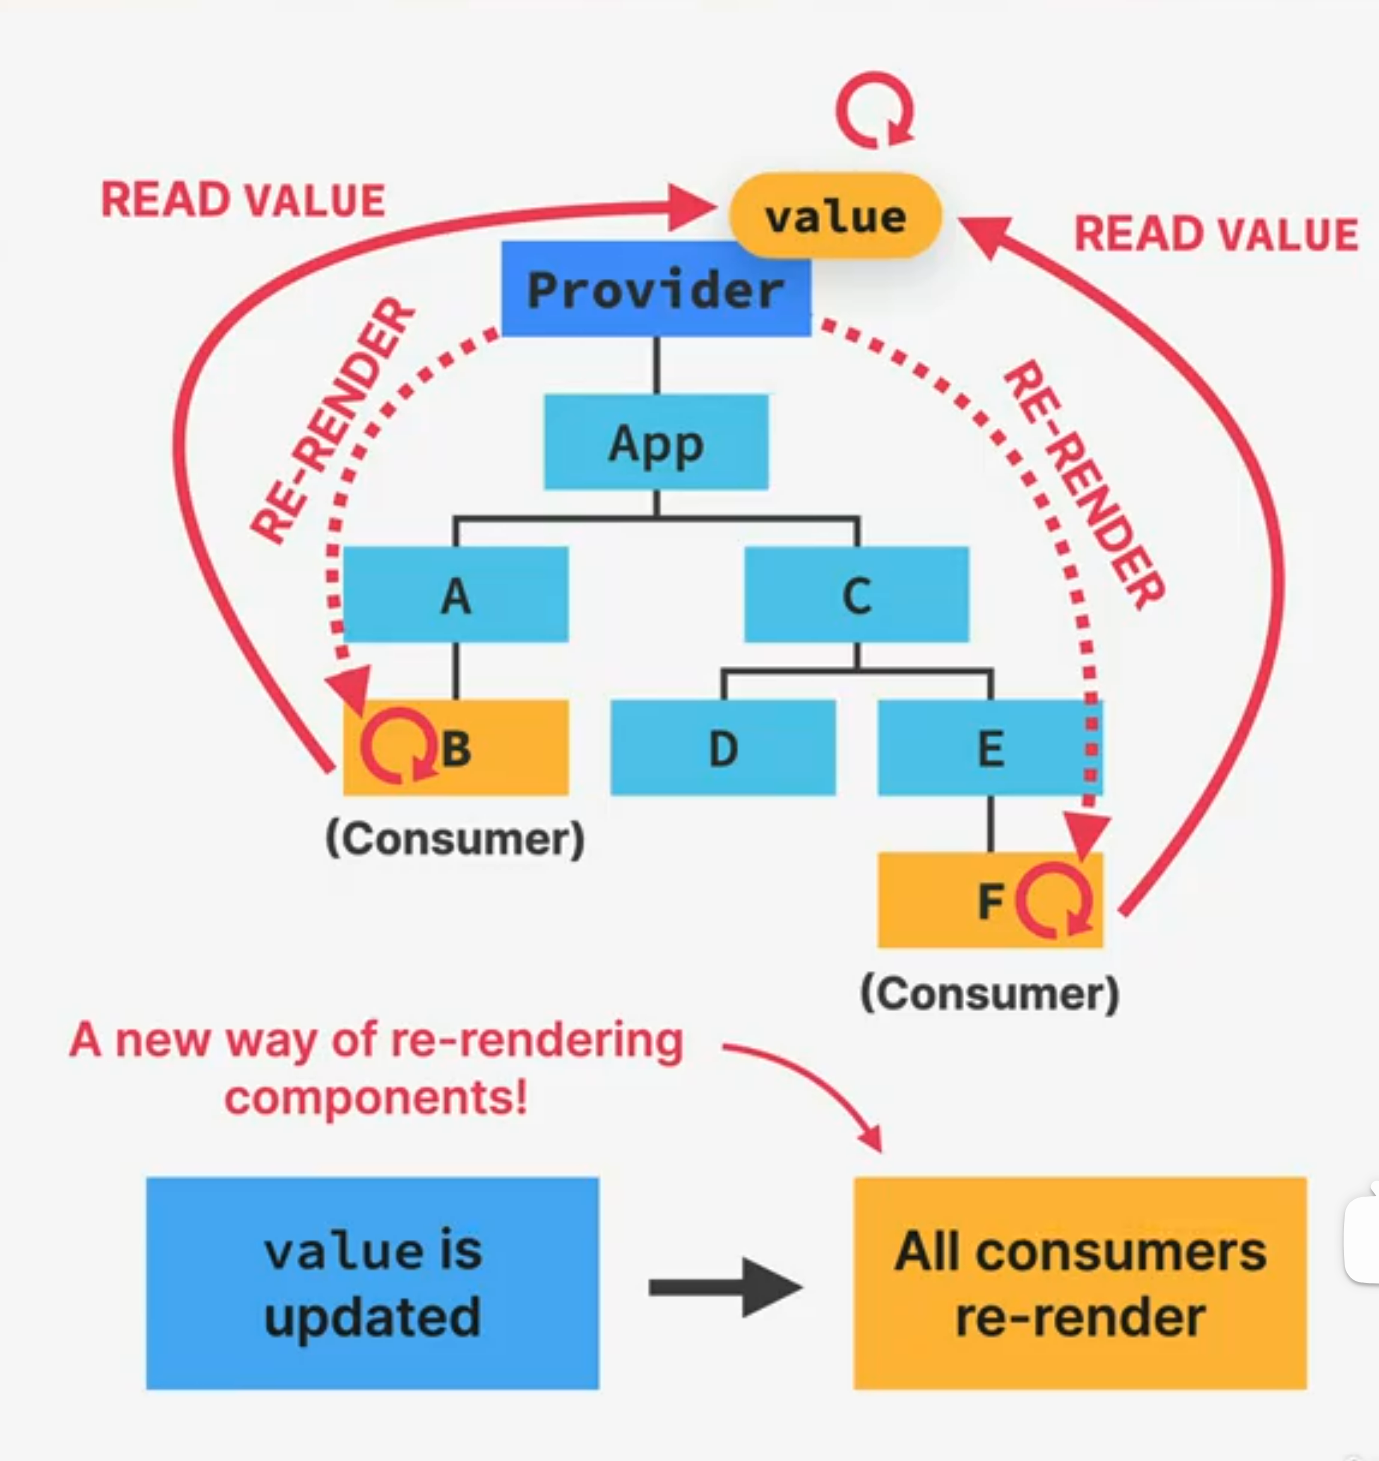 READ VALUE
value
READ VALUE
Provider
RE-RENDER
RE-RENDER
App
A
C
B
D
E
(Consumer)
F
(Consumer)
A new way of re-rendering
components!
value is
updated
All consumers
re-render